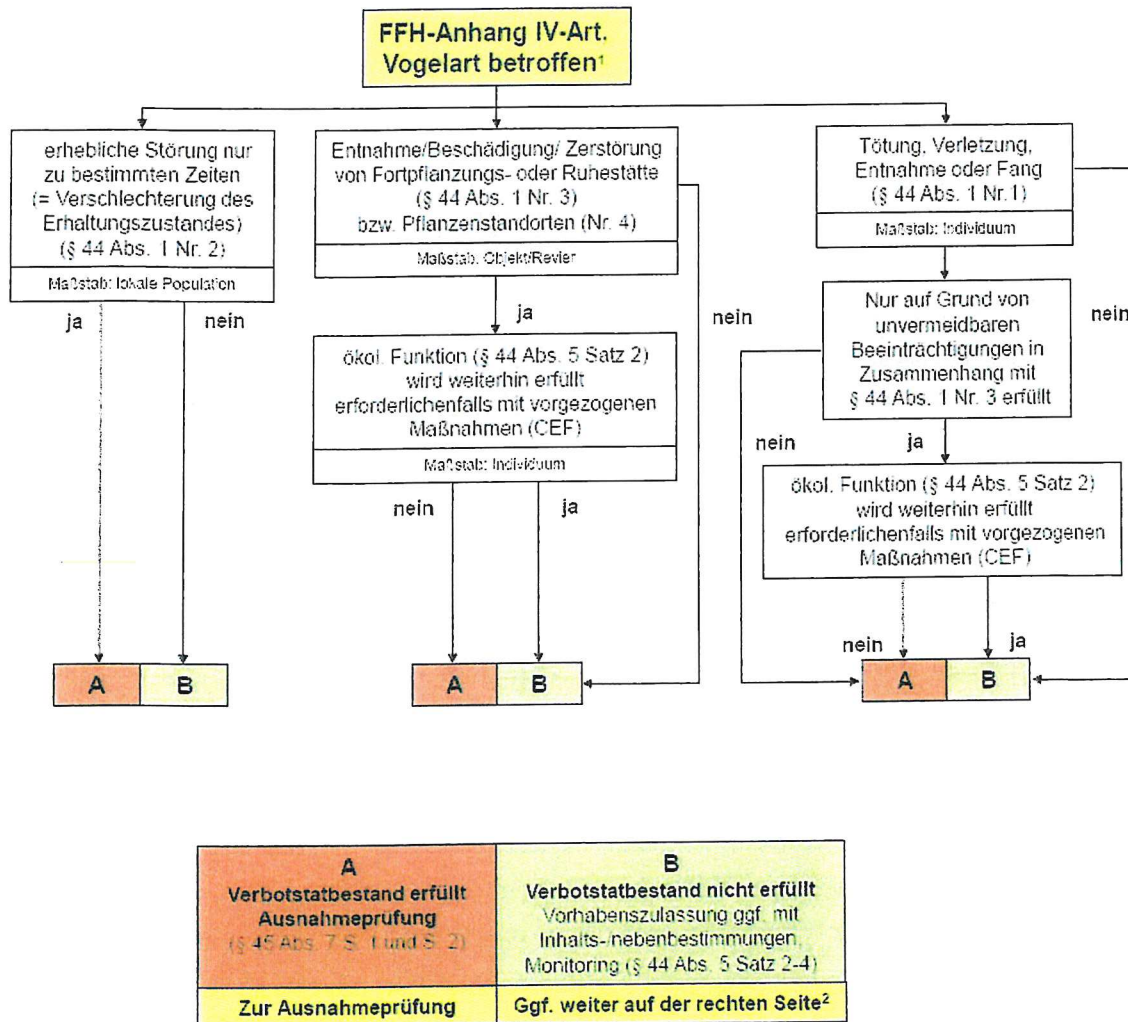 FFH-Anhang IV-Art.
Vogelart betroffen¹
erhebliche Störung nur
zu bestimmten Zeiten
(= Verschlechterung des
Erhaltungszustandes)
(§ 44 Abs. 1 Nr. 2)
Maßstab: lokale Population
ja
nein
A
B
Entnahme/Beschädigung/ Zerstörung
von Fortpflanzungs- oder Ruhestätte
(§ 44 Abs. 1 Nr. 3)
bzw. Pflanzenstandorten (Nr. 4)
Maßstab: Objekt/Revier
ja
nein
ökol. Funktion (§ 44 Abs. 5 Satz 2)
wird weiterhin erfüllt
erforderlichenfalls mit vorgezogenen
Maßnahmen (CEF)
Maßstab: Individuum
nein
ja
A
B
Tötung, Verletzung,
Entnahme oder Fang
(§ 44 Abs. 1 Nr.1)
Maßstab: Individuum
nein
Nur auf Grund von
unvermeidbaren
Beeinträchtigungen in
Zusammenhang mit
§ 44 Abs. 1 Nr. 3 erfüllt
nein
ja
ökol. Funktion (§ 44 Abs. 5 Satz 2)
wird weiterhin erfüllt
erforderlichenfalls mit vorgezogenen
Maßnahmen (CEF)
nein
ja
A
B
A
Verbotstatbestand erfüllt
Ausnahmeprüfung
(§ 45 Abs. 7 S. 1 und S. 2)
Zur Ausnahmeprüfung
B
Verbotstatbestand nicht erfüllt
Vorhabenszulassung ggf. mit
Inhalts-/nebenbestimmungen,
Monitoring (§ 44 Abs. 5 Satz 2-4)
Ggf. weiter auf der rechten Seite²